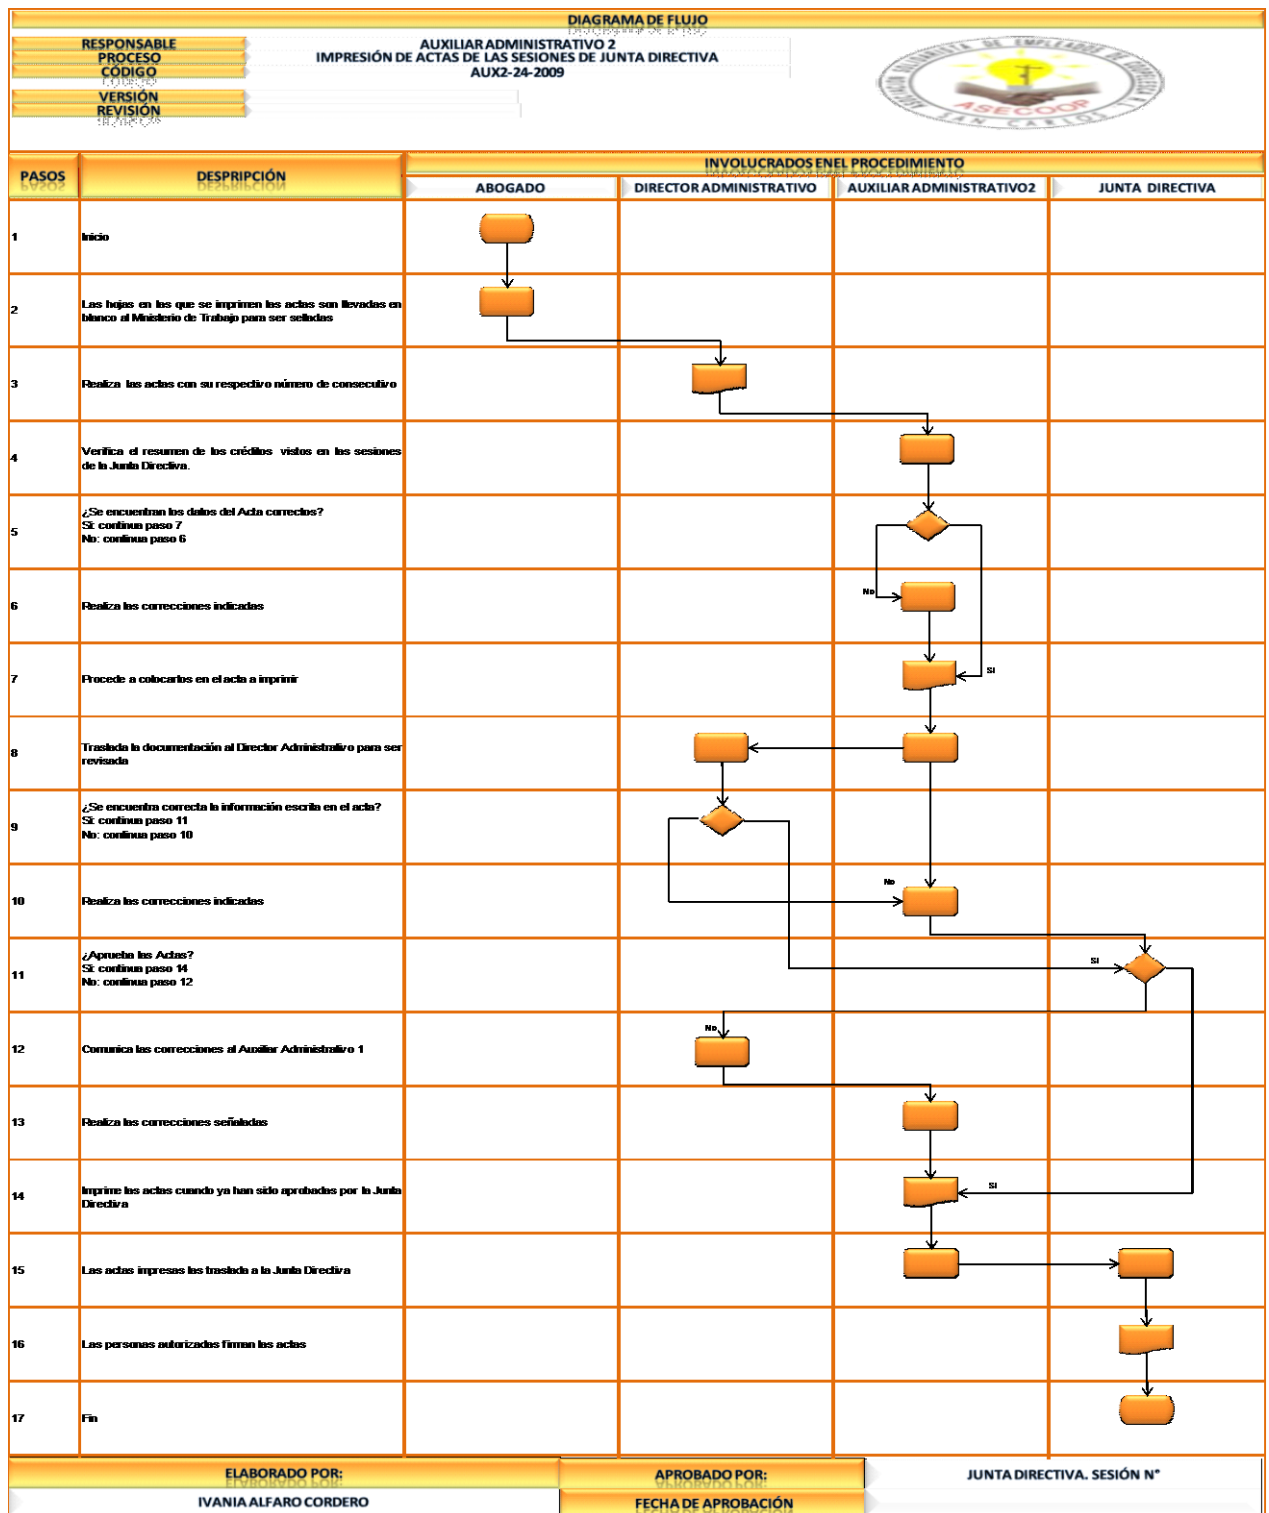 DIAGRAMA DE FLUJO
RESPONSABLE
AUXILIAR ADMINISTRATIVO 2
PROCESO
IMPRESIÓN DE ACTAS DE LAS SESIONES DE JUNTA DIRECTIVA
CÓDIGO
AUX2-24-2009
VERSIÓN
REVISIÓN
ASOCIACIÓN SOLIDARISTA DE EMPLEADOS DE COOPELESCA R.L.
ASECOOP
SAN CARLOS
PASOS
DESPRIPCIÓN
INVOLUCRADOS ENEL PROCEDIMIENTO
ABOGADO
DIRECTOR ADMINISTRATIVO
AUXILIAR ADMINISTRATIVO2
JUNTA DIRECTIVA
1
Inicio
2
Las hojas en las que se imprimen las actas son llevadas en
blanco al Ministerio de Trabajo para ser selladas
3
Realiza las actas con su respectivo número de consecutivo
4
Verifica el resumen de los créditos vistos en las sesiones
de la Junta Directiva.
5
¿Se encuentran los datos del Acta correctos?
Sí: continua paso 7
No: continua paso 6
6
Realiza las correcciones indicadas
No
7
Procede a colocarlos en el acta a imprimir
SI
8
Traslada la documentación al Director Administrativo para ser
revisada
9
¿Se encuentra correcta la información escrita en el acta?
Sí: continua paso 11
No: continua paso 10
10
Realiza las correcciones indicadas
No
11
¿Aprueba las Actas?
Sí: continua paso 14
No: continua paso 12
SI
12
Comunica las correcciones al Auxiliar Administrativo 1
No
13
Realiza las correcciones señaladas
14
Imprime las actas cuando ya han sido aprobadas por la Junta
Directiva
SI
15
Las actas impresas las traslada a la Junta Directiva
16
Las personas autorizadas firman las actas
17
Fin
ELABORADO POR:
APROBADO POR:
JUNTA DIRECTIVA. SESIÓN N°
IVANIA ALFARO CORDERO
FECHA DE APROBACIÓN